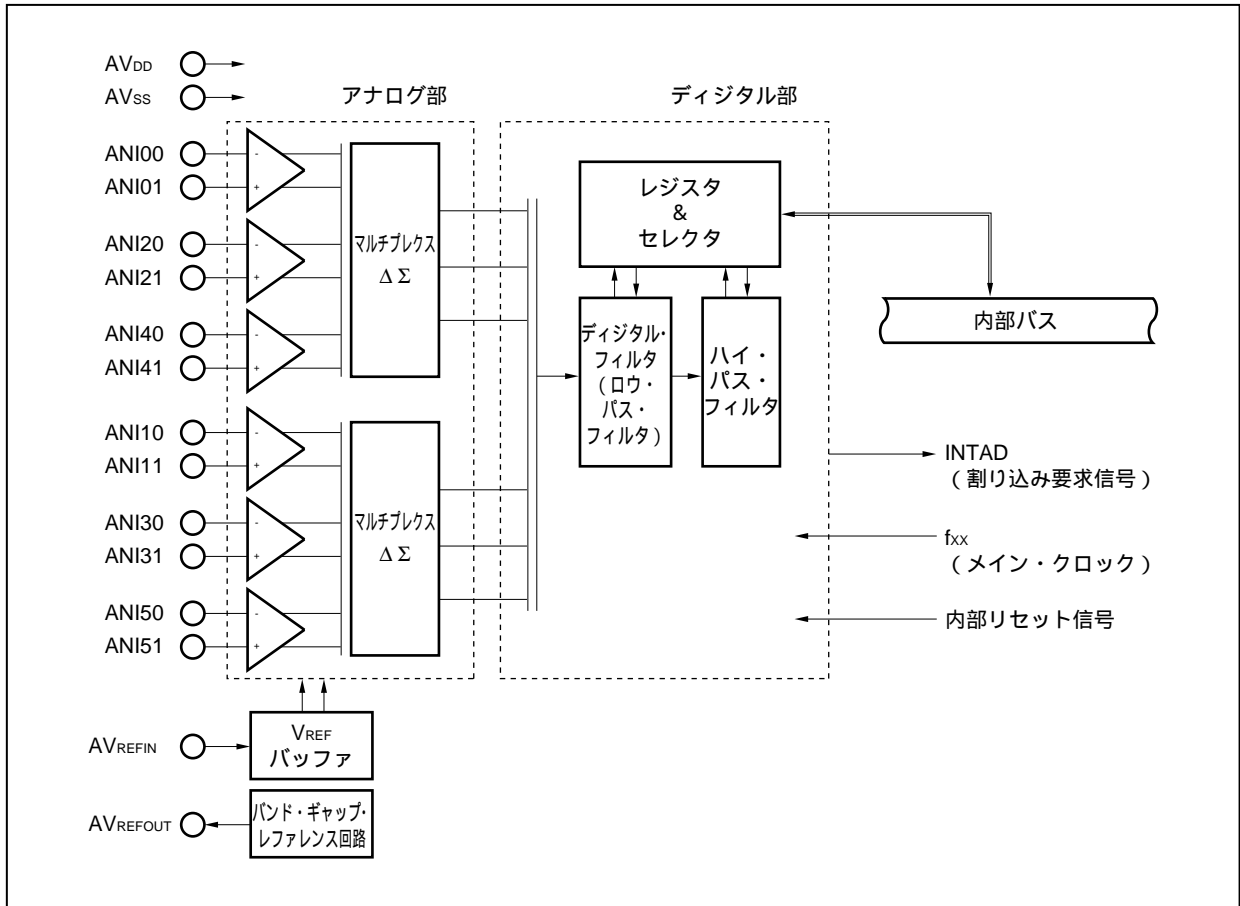 AVDD
AVSS
アナログ部
ディジタル部
ANI00
ANI01
ANI20
ANI21
ANI40
ANI41
ANI10
ANI11
ANI30
ANI31
ANI50
ANI51
-
+
-
+
-
+
-
+
-
+
-
+
マルチプレクス
ΔΣ
マルチプレクス
ΔΣ
レジスタ
&
セレクタ
ディジタル・
フィルタ
（ロウ・
パス・
フィルタ）
ハイ・
パス・
フィルタ
内部バス
INTAD
（割り込み要求信号）
fXX
（メイン・クロック）
内部リセット信号
AVREFIN
VREF
バッファ
AVREFOUT
バンド・ギャップ・
レファレンス回路